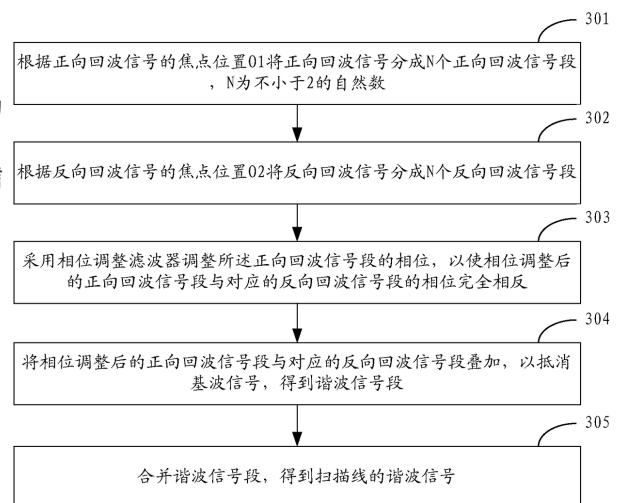 301
根据正向回波信号的焦点位置O1将正向回波信号分成N个正向回波信号段
，N为不小于2的自然数
302
根据反向回波信号的焦点位置O2将反向回波信号分成N个反向回波信号段
303
采用相位调整滤波器调整所述正向回波信号段的相位，以使相位调整后
的正向回波信号段与对应的反向回波信号段的相位完全相反
304
将相位调整后的正向回波信号段与对应的反向回波信号段叠加，以抵消
基波信号，得到谐波信号段
305
合并谐波信号段，得到扫描线的谐波信号